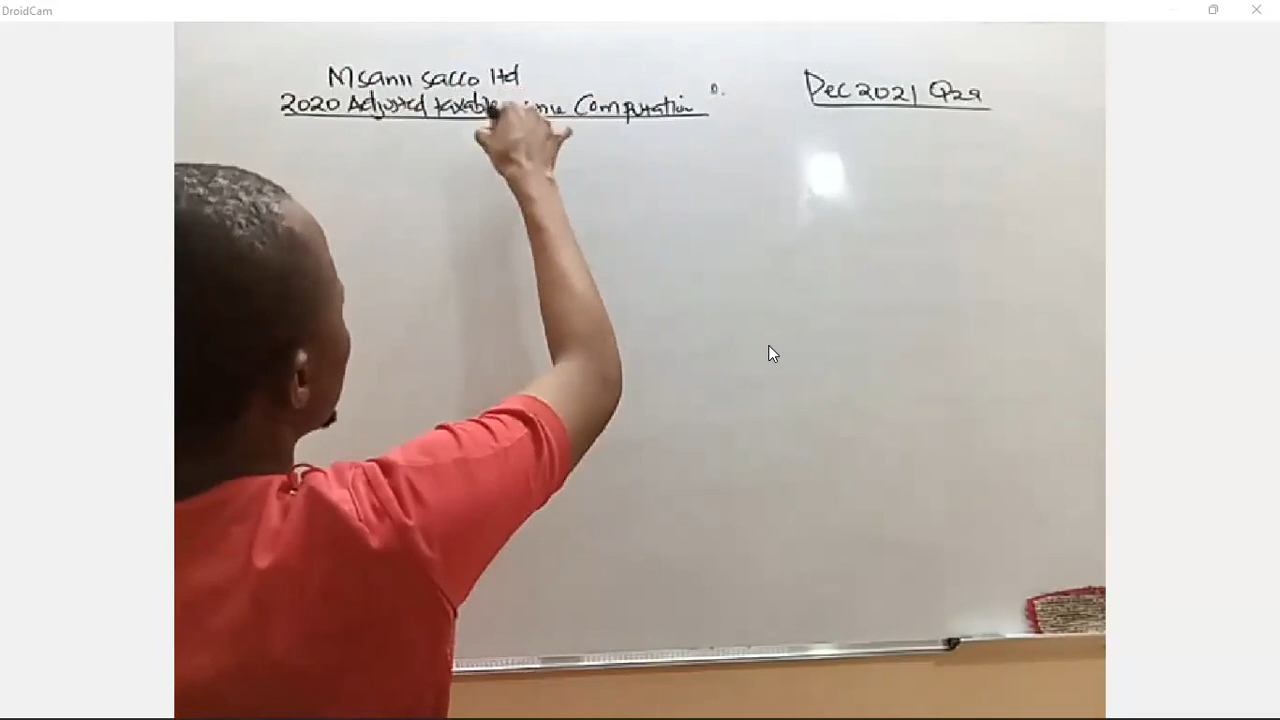 DroidCam
Msanii Sacco Ltd
Dec 2021 Q2a
2020 Adjusted taxable Computation